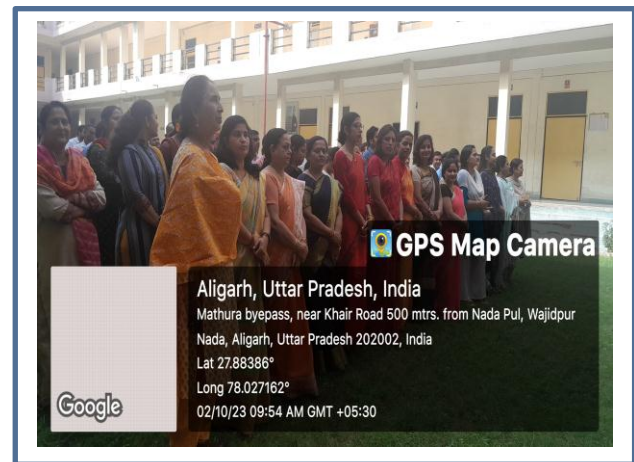 GPS Map Camera
Aligarh, Uttar Pradesh, India
Mathura byepass, near Khair Road 500 mtrs. from Nada Pul, Wajidpur
Nada, Aligarh, Uttar Pradesh 202002, India
Lat 27.88386°
Long 78.027162°
02/10/23 09:54 AM GMT +05:30
Google